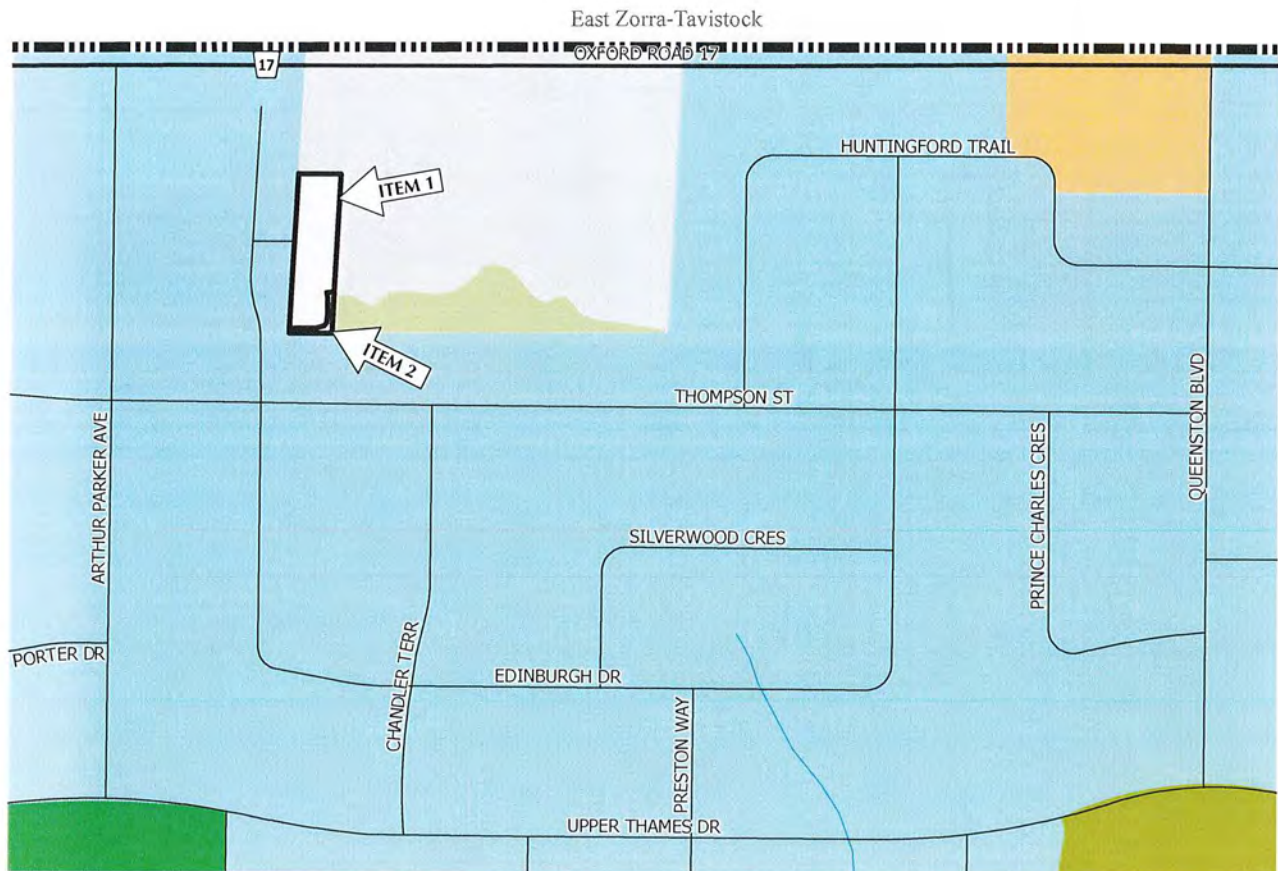 East Zorra-Tavistock
OXFORD ROAD 17
17
HUNTINGFORD TRAIL
ITEM 1
ITEM 2
THOMPSON ST
ARTHUR PARKER AVE
QUEENSTON BLVD
PRINCE CHARLES CRES
SILVERWOOD CRES
PORTER DR
CHANDLER TERR
EDINBURGH DR
PRESTON WAY
UPPER THAMES DR